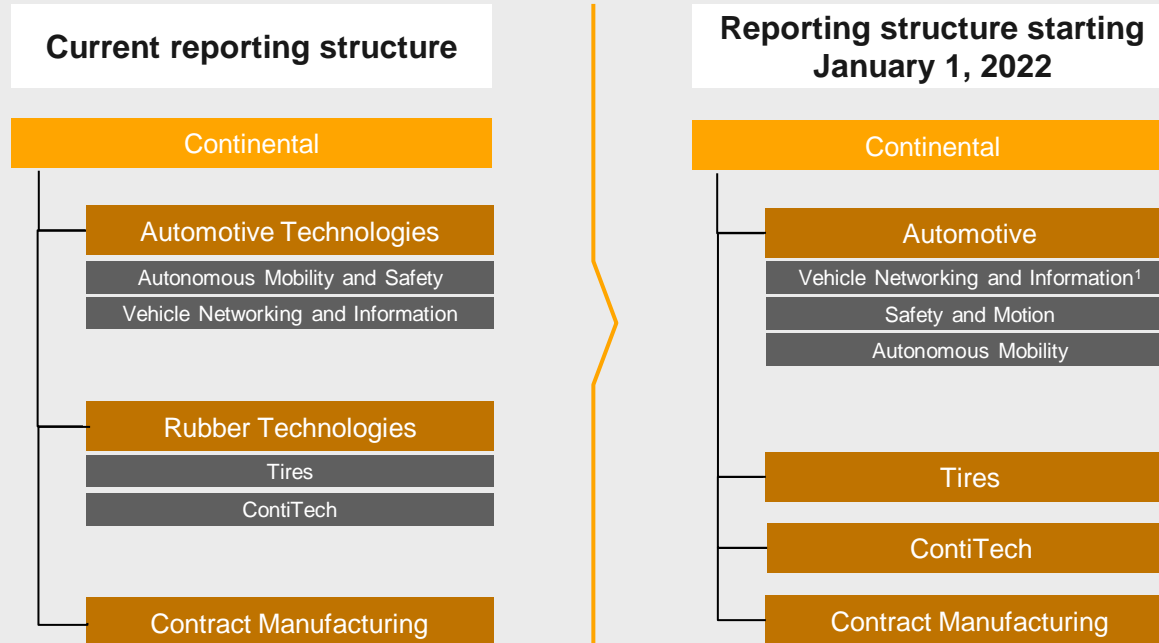 Current reporting structure
Continental
Automotive Technologies
Autonomous Mobility and Safety
Vehicle Networking and Information
Rubber Technologies
Tires
ContiTech
Contract Manufacturing
Reporting structure starting
January 1, 2022
Continental
Automotive
Vehicle Networking and Information¹
Safety and Motion
Autonomous Mobility
Tires
ContiTech
Contract Manufacturing